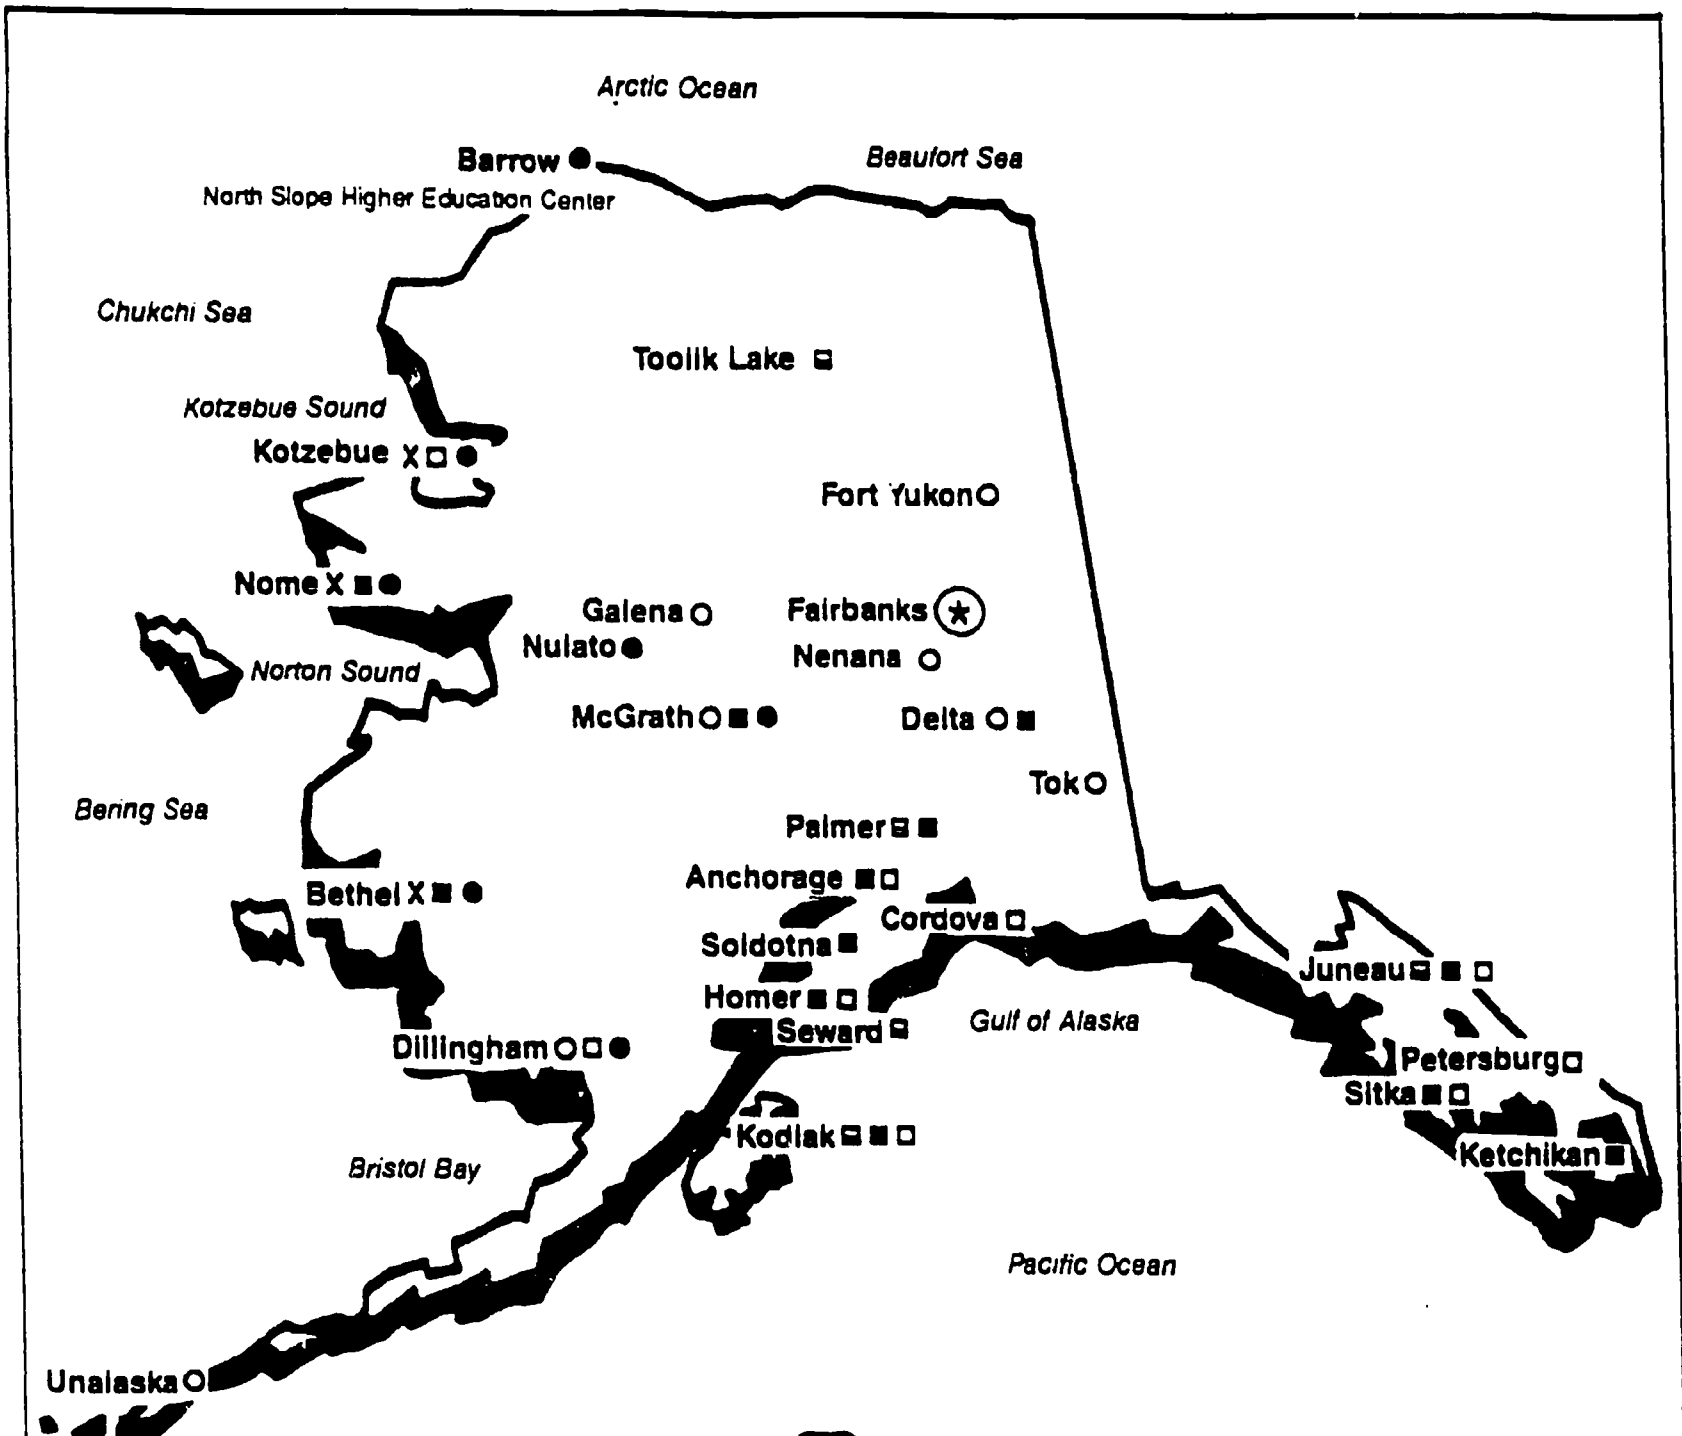 Arctic Ocean
Barrow
Beaufort Sea
North Slope Higher Education Center
Chukchi Sea
Toolik Lake
Kotzebue Sound
Kotzebue X
Fort Yukon
Nome X
Galena
Fairbanks
Nulato
Nenana
Norton Sound
McGrath
Delta
Tok
Bering Sea
Palmer
Anchorage
Bethel X
Cordova
Soldotna
Juneau
Homer
Gulf of Alaska
Seward
Dillingham
Petersburg
Sitka
Kodiak
Ketchikan
Bristol Bay
Pacific Ocean
Unalaska